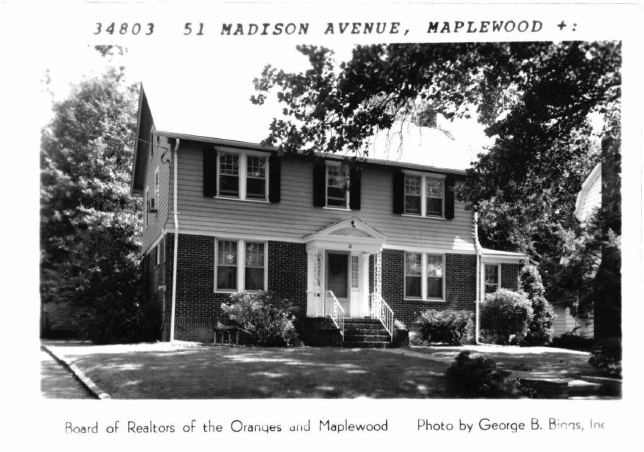 34803 51 MADISON AVENUE, MAPLEWOOD +:
Board of Realtors of the Oranges and Maplewood Photo by George B. Biggs, Inc